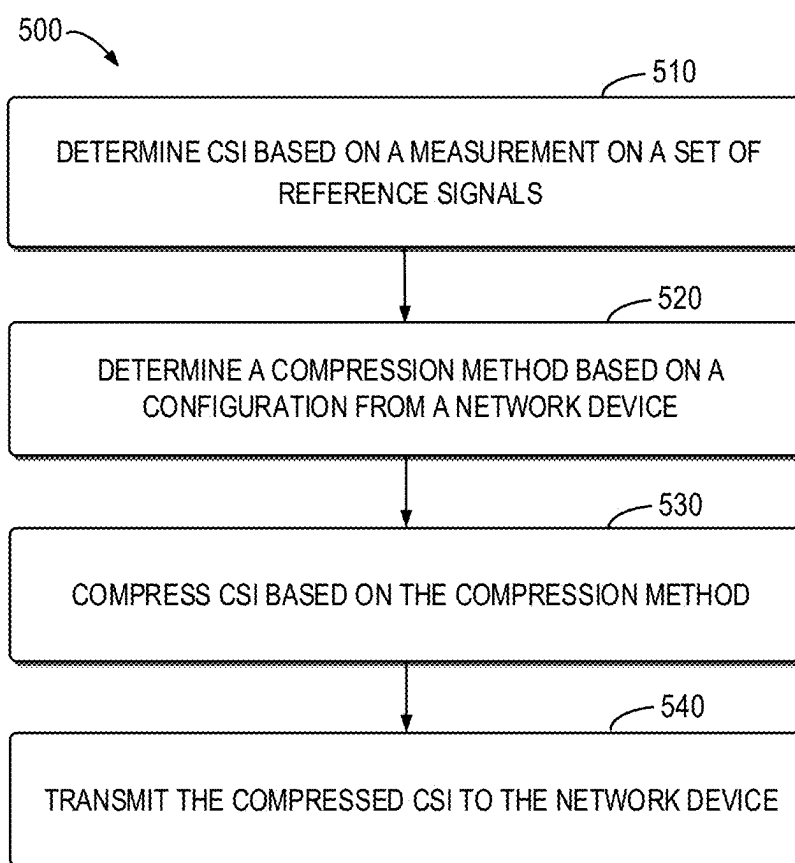 500
510
DETERMINE CSI BASED ON A MEASUREMENT ON A SET OF
REFERENCE SIGNALS
520
DETERMINE A COMPRESSION METHOD BASED ON A
CONFIGURATION FROM A NETWORK DEVICE
530
COMPRESS CSI BASED ON THE COMPRESSION METHOD
540
TRANSMIT THE COMPRESSED CSI TO THE NETWORK DEVICE